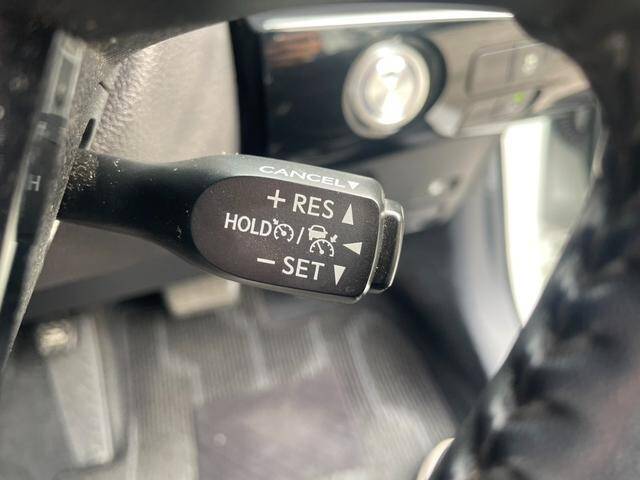 CANCEL▼
+ RES ▲
HOLD / ◀
− SET ▼
H